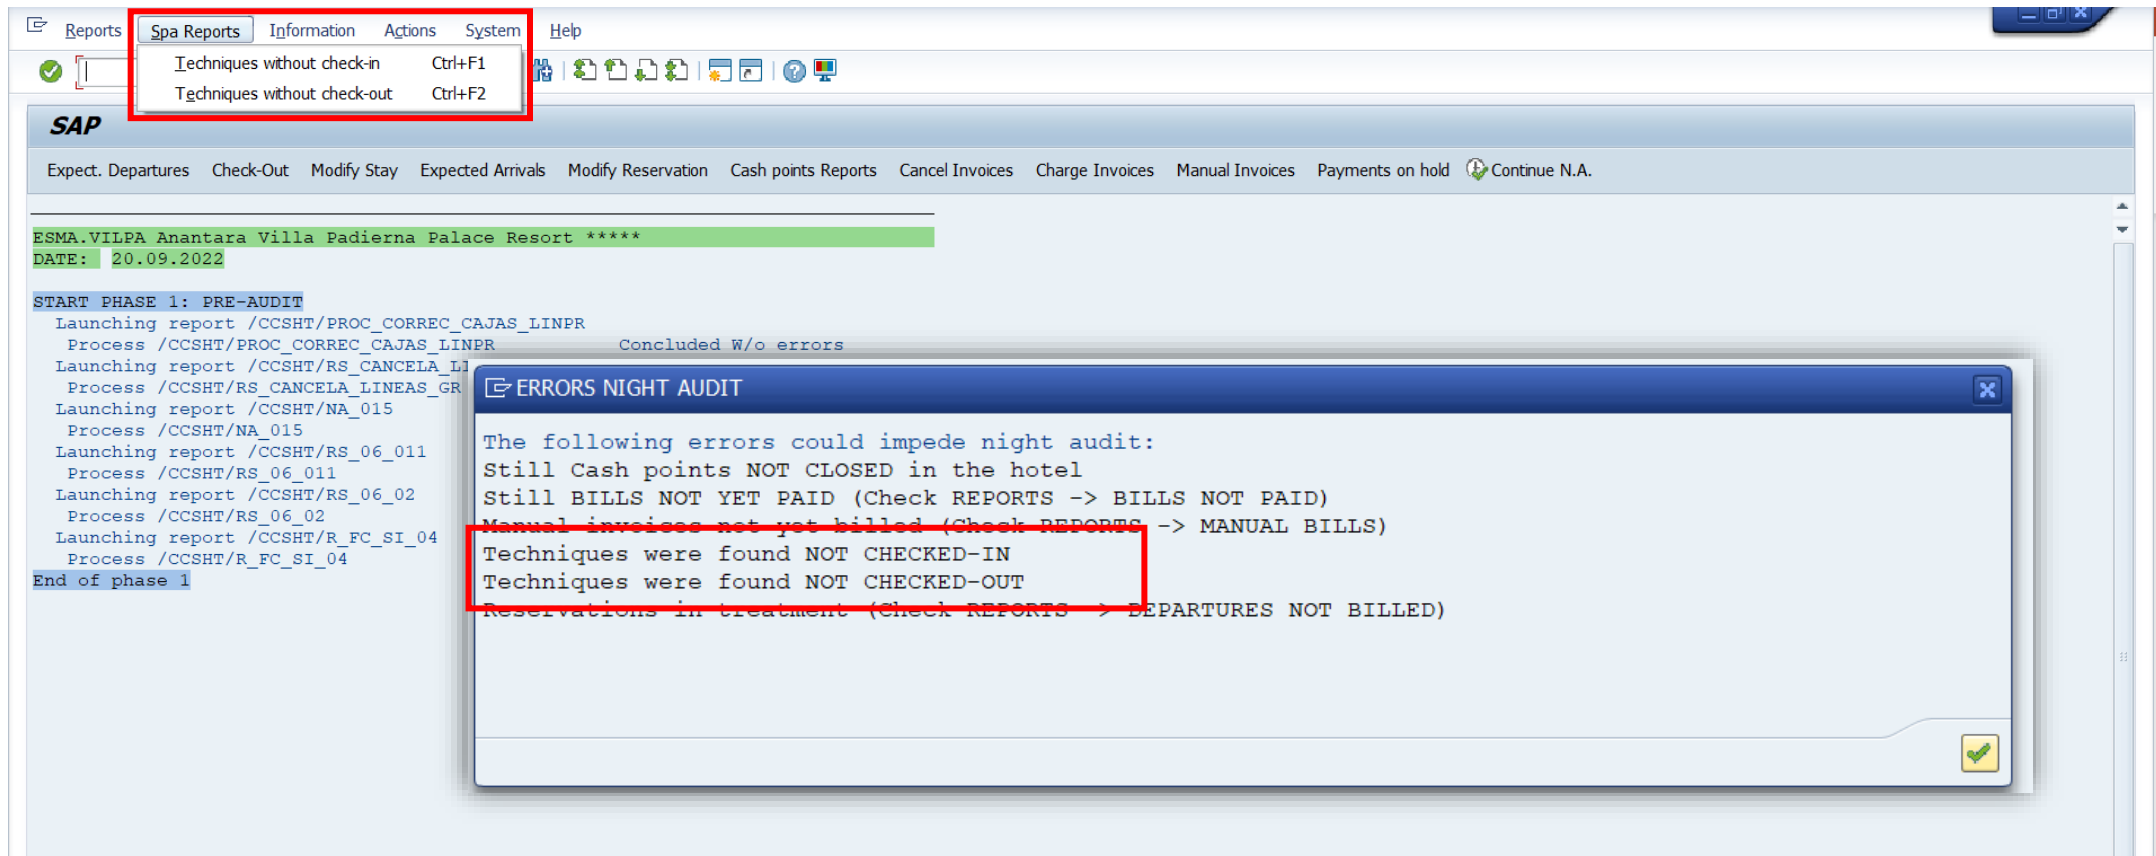 Reports Spa Reports Information Actions System Help
Techniques without check-in Ctrl+F1
Techniques without check-out Ctrl+F2
SAP
Expect. Departures Check-Out Modify Stay Expected Arrivals Modify Reservation Cash points Reports Cancel Invoices Charge Invoices Manual Invoices Payments on hold Continue N.A.
ESMA.VILPA Anantara Villa Padierna Palace Resort *****
DATE: 20.09.2022
START PHASE 1: PRE-AUDIT
Launching report /CCSHT/PROC_CORREC_CAJAS_LINPR
Process /CCSHT/PROC_CORREC_CAJAS_LINPR Concluded W/o errors
Launching report /CCSHT/RS_CANCELA_LI
Process /CCSHT/RS_CANCELA_LINEAS_GR
Launching report /CCSHT/NA_015
Process /CCSHT/NA_015
Launching report /CCSHT/RS_06_011
Process /CCSHT/RS_06_011
Launching report /CCSHT/RS_06_02
Process /CCSHT/RS_06_02
Launching report /CCSHT/R_FC_SI_04
Process /CCSHT/R_FC_SI_04
End of phase 1
ERRORS NIGHT AUDIT
The following errors could impede night audit:
Still Cash points NOT CLOSED in the hotel
Still BILLS NOT YET PAID (Check REPORTS -> BILLS NOT PAID)
Manual invoices not yet billed (Check REPORTS -> MANUAL BILLS)
Techniques were found NOT CHECKED-IN
Techniques were found NOT CHECKED-OUT
Reservations in treatment (Check REPORTS -> DEPARTURES NOT BILLED)